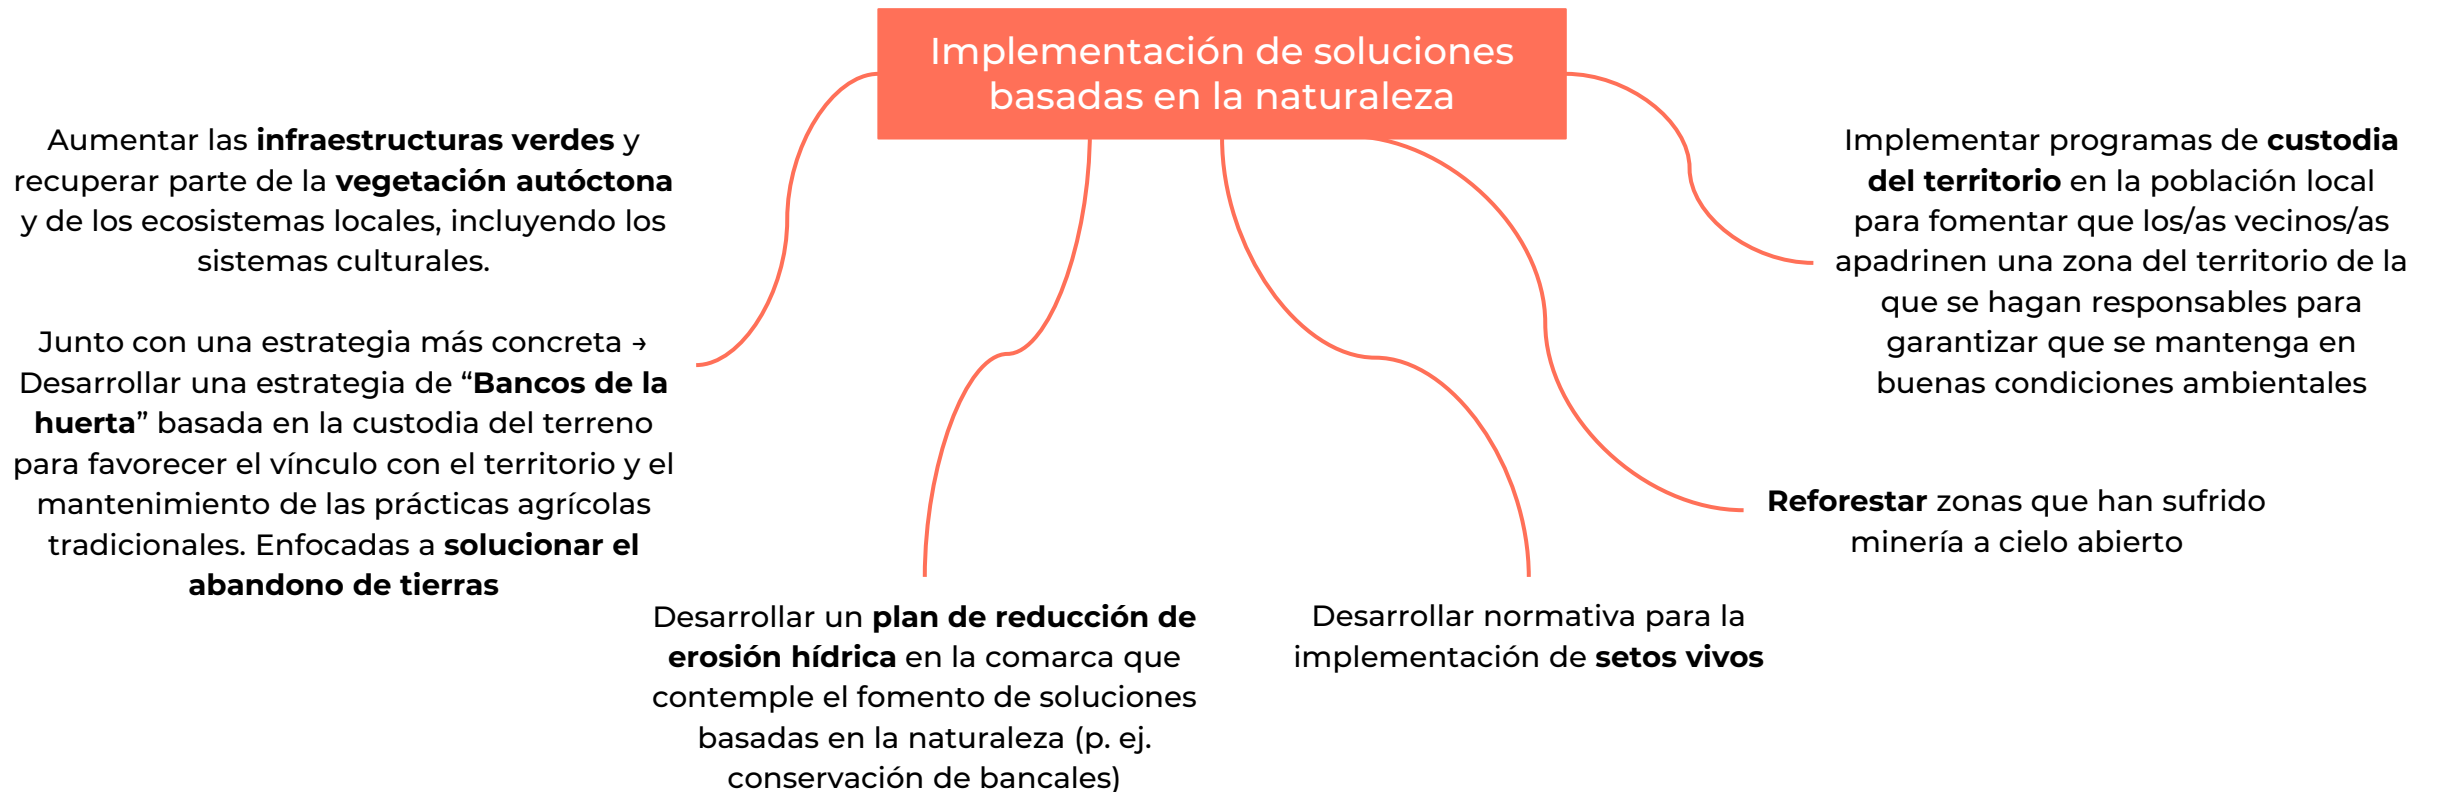 Implementación de soluciones
basadas en la naturaleza
Aumentar las infraestructuras verdes y
recuperar parte de la vegetación autóctona
y de los ecosistemas locales, incluyendo los
sistemas culturales.
Junto con una estrategia más concreta →
Desarrollar una estrategia de “Bancos de la
huerta” basada en la custodia del terreno
para favorecer el vínculo con el territorio y el
mantenimiento de las prácticas agrícolas
tradicionales. Enfocadas a solucionar el
abandono de tierras
Desarrollar un plan de reducción de
erosión hídrica en la comarca que
contemple el fomento de soluciones
basadas en la naturaleza (p. ej.
conservación de bancales)
Desarrollar normativa para la
implementación de setos vivos
Reforestar zonas que han sufrido
minería a cielo abierto
Implementar programas de custodia
del territorio en la población local
para fomentar que los/as vecinos/as
apadrinen una zona del territorio de la
que se hagan responsables para
garantizar que se mantenga en
buenas condiciones ambientales